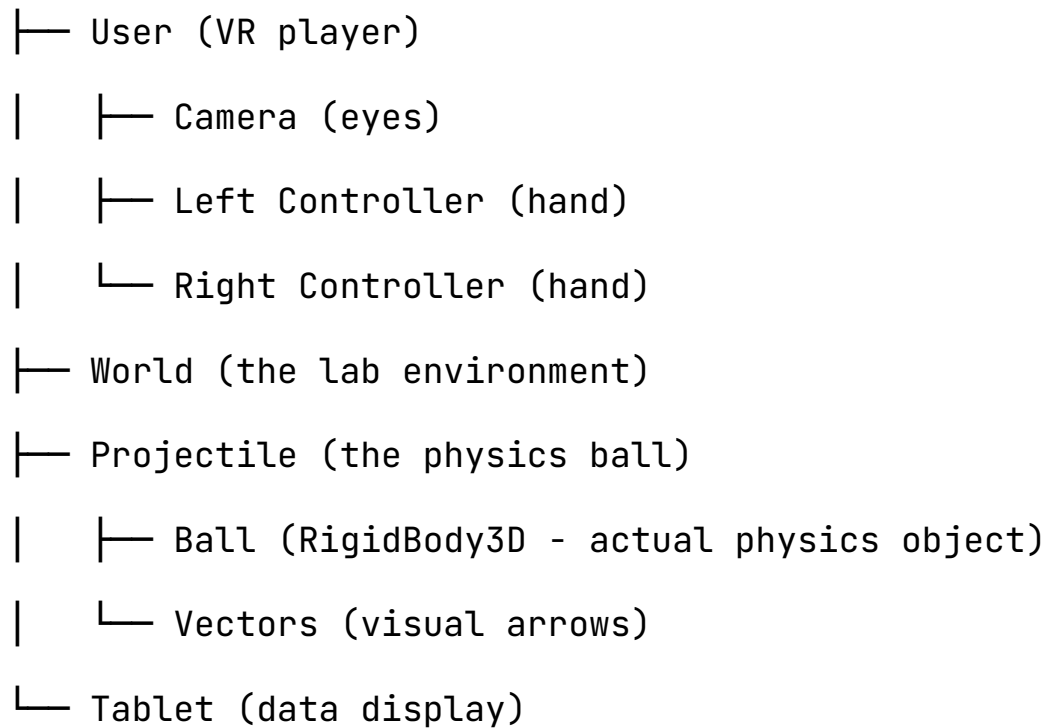 ├── User (VR player)
│   ├── Camera (eyes)
│   ├── Left Controller (hand)
│   └── Right Controller (hand)
├── World (the lab environment)
├── Projectile (the physics ball)
│   ├── Ball (RigidBody3D - actual physics object)
│   └── Vectors (visual arrows)
└── Tablet (data display)